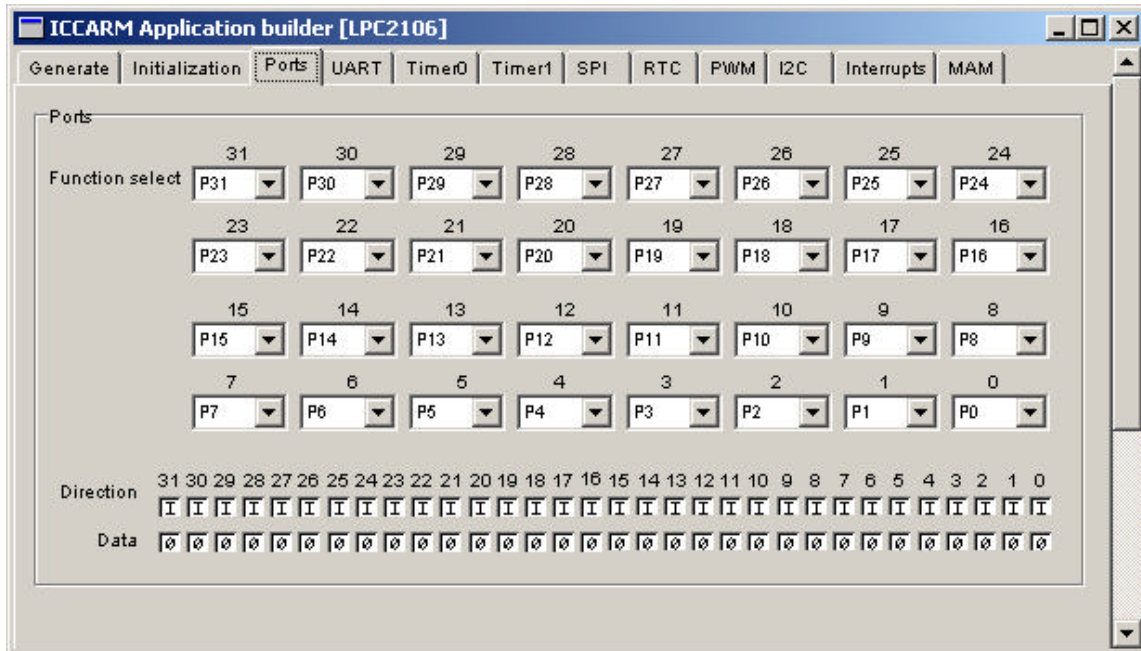 ICCARM Application builder [LPC2106]
Generate Initialization Ports UART Timer0 Timer1 SPI RTC PWM I2C Interrupts MAM
Ports
31 30 29 28 27 26 25 24
Function select P31 P30 P29 P28 P27 P26 P25 P24
23 22 21 20 19 18 17 16
P23 P22 P21 P20 P19 P18 P17 P16
15 14 13 12 11 10 9 8
P15 P14 P13 P12 P11 P10 P9 P8
7 6 5 4 3 2 1 0
P7 P6 P5 P4 P3 P2 P1 P0
31 30 29 28 27 26 25 24 23 22 21 20 19 18 17 16 15 14 13 12 11 10 9 8 7 6 5 4 3 2 1 0
Direction I I I I I I I I I I I I I I I I I I I I I I I I I I I I I I I I
Data 0 0 0 0 0 0 0 0 0 0 0 0 0 0 0 0 0 0 0 0 0 0 0 0 0 0 0 0 0 0 0 0